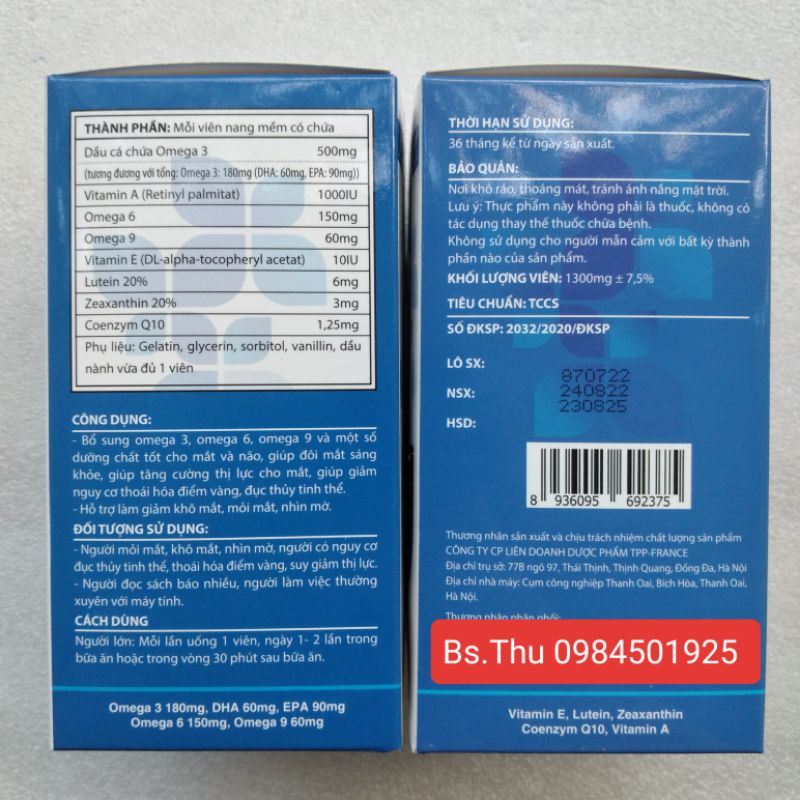 THÀNH PHẦN: Mỗi viên nang mềm có chứa
Dầu cá chứa Omega 3 500mg
(tương đương với tổng: Omega 3: 180mg (DHA: 60mg, EPA: 90mg))
Vitamin A (Retinyl palmitat) 1000IU
Omega 6 150mg
Omega 9 60mg
Vitamin E (DL-alpha-tocopheryl acetat) 10IU
Lutein 20% 6mg
Zeaxanthin 20% 3mg
Coenzym Q10 1,25mg
Phụ liệu: Gelatin, glycerin, sorbitol, vanillin, dầu
nành vừa đủ 1 viên
CÔNG DỤNG:
- Bổ sung omega 3, omega 6, omega 9 và một số
dưỡng chất tốt cho mắt và não, giúp đôi mắt sáng
khỏe, giúp tăng cường thị lực cho mắt, giúp giảm
nguy cơ thoái hóa điểm vàng, đục thủy tinh thể.
- Hỗ trợ làm giảm khô mắt, mỏi mắt, nhìn mờ.
ĐỐI TƯỢNG SỬ DỤNG:
- Người mỏi mắt, khô mắt, nhìn mờ, người có nguy cơ
đục thủy tinh thể, thoái hóa điểm vàng, suy giảm thị lực.
- Người đọc sách báo nhiều, người làm việc thường
xuyên với máy tính.
CÁCH DÙNG
Người lớn: Mỗi lần uống 1 viên, ngày 1- 2 lần trong
bữa ăn hoặc trong vòng 30 phút sau bữa ăn.
Omega 3 180mg, DHA 60mg, EPA 90mg
Omega 6 150mg, Omega 9 60mg
THỜI HẠN SỬ DỤNG:
36 tháng kể từ ngày sản xuất.
BẢO QUẢN:
Nơi khô ráo, thoáng mát, tránh ánh nắng mặt trời.
Lưu ý: Thực phẩm này không phải là thuốc, không có
tác dụng thay thế thuốc chữa bệnh.
Không sử dụng cho người mẫn cảm với bất kỳ thành
phần nào của sản phẩm.
KHỐI LƯỢNG VIÊN: 1300mg ± 7,5%
TIÊU CHUẨN: TCCS
SỐ ĐKSP: 2032/2020/ĐKSP
LÔ SX: 870722
NSX: 240822
HSD: 230825
8 936095 692375
Thương nhân sản xuất và chịu trách nhiệm chất lượng sản phẩm
CÔNG TY CP LIÊN DOANH DƯỢC PHẨM TPP-FRANCE
Địa chỉ trụ sở: 77B ngõ 97, Thái Thịnh, Thịnh Quang, Đống Đa, Hà Nội
Địa chỉ nhà máy: Cụm công nghiệp Thanh Oai, Bích Hòa, Thanh Oai,
Hà Nội.
Thương nhân phân phối:
Bs.Thu 0984501925
Vitamin E, Lutein, Zeaxanthin
Coenzym Q10, Vitamin A